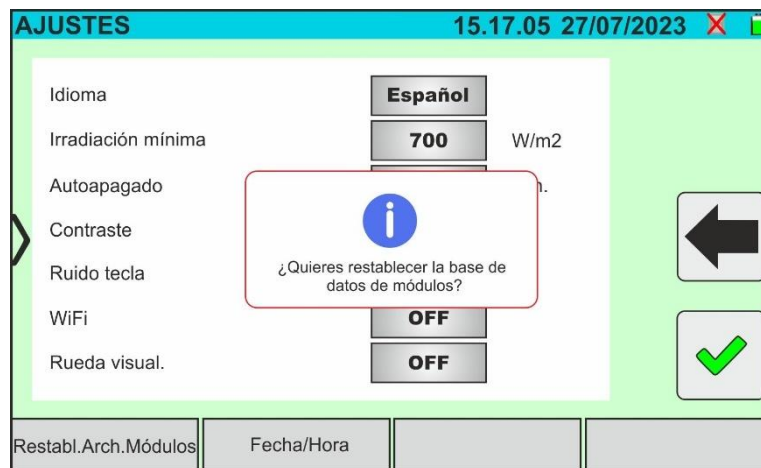 AJUSTES 15.17.05 27/07/2023
Idioma Español
Irradiación mínima 700 W/m2
Autoapagado
Contraste
Ruido tecla
¿Quieres restablecer la base de
datos de módulos?
WiFi OFF
Rueda visual. OFF
Restabl.Arch.Módulos Fecha/Hora